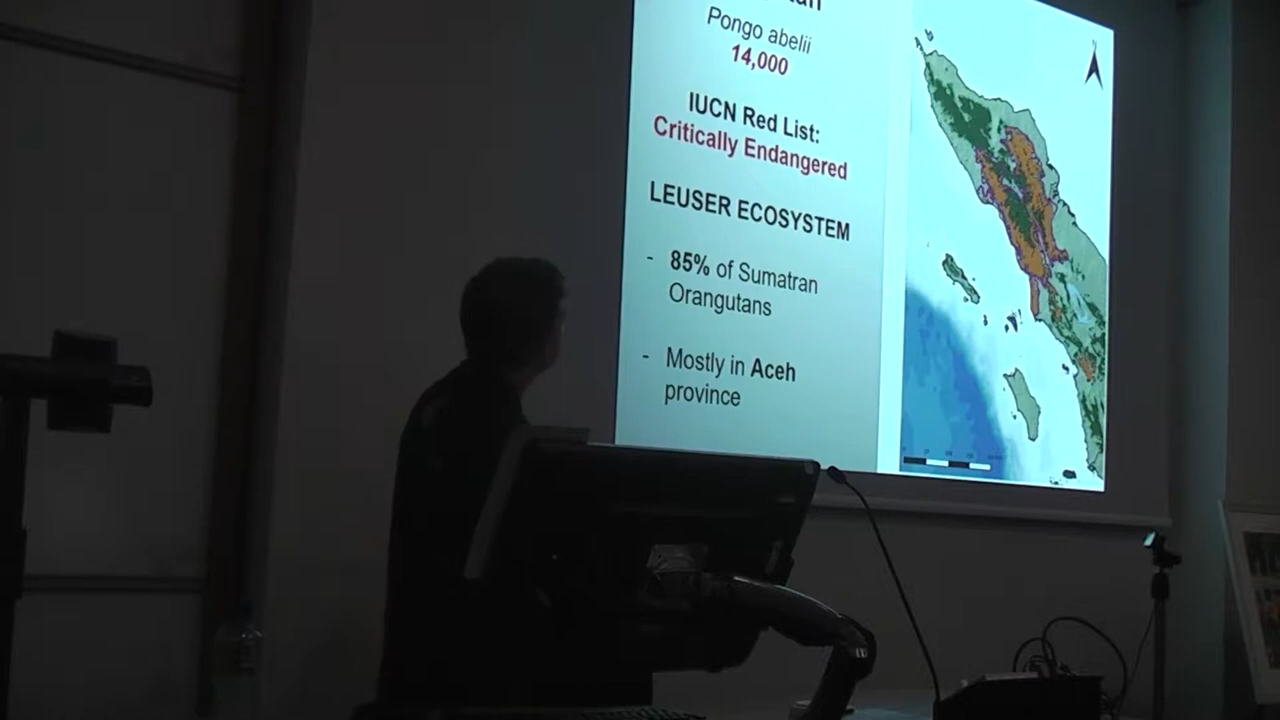 Pongo abelii
14,000
IUCN Red List:
Critically Endangered
LEUSER ECOSYSTEM
- 85% of Sumatran
Orangutans
- Mostly in Aceh
province